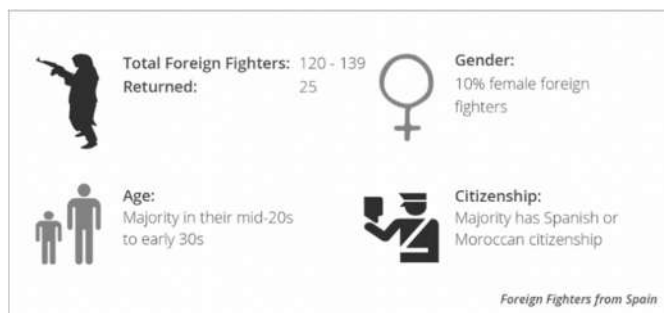 Total Foreign Fighters: 120 - 139
Returned: 25
Gender:
10% female foreign
fighters
Age:
Majority in their mid-20s
to early 30s
Citizenship:
Majority has Spanish or
Moroccan citizenship
Foreign Fighters from Spain